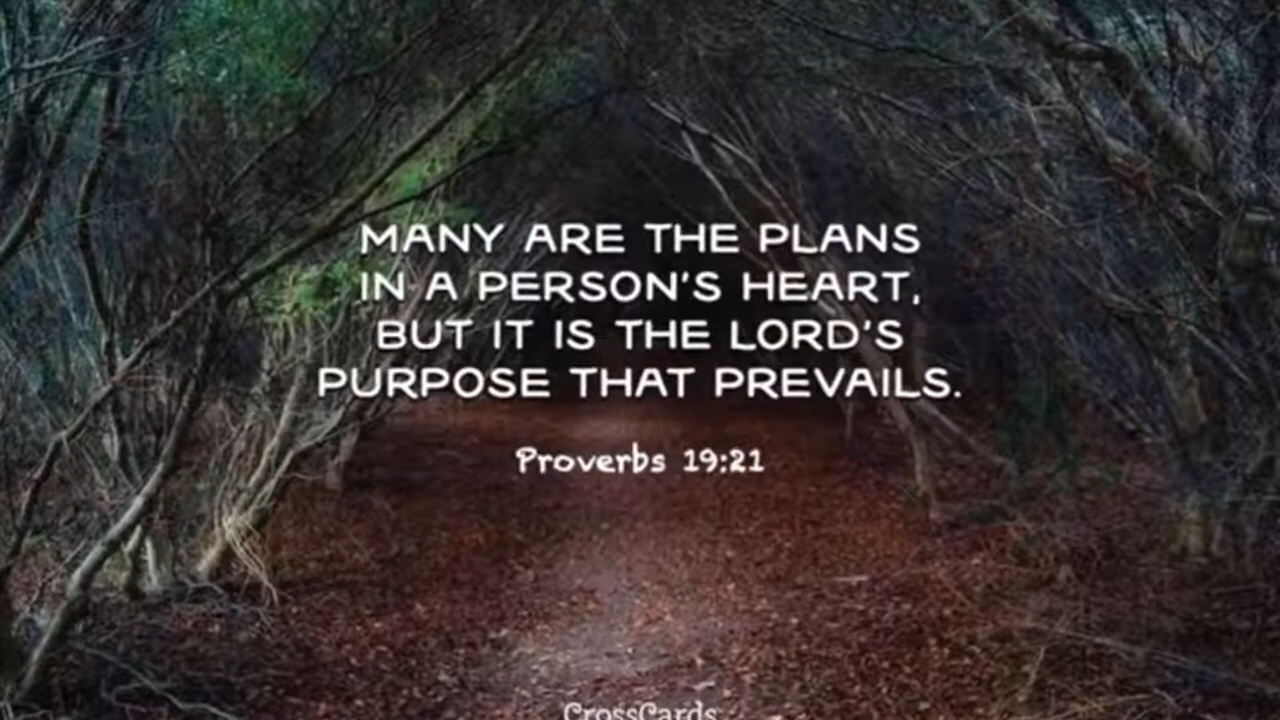 MANY ARE THE PLANS
IN A PERSON'S HEART,
BUT IT IS THE LORD'S
PURPOSE THAT PREVAILS.
Proverbs 19:21
CrossCards